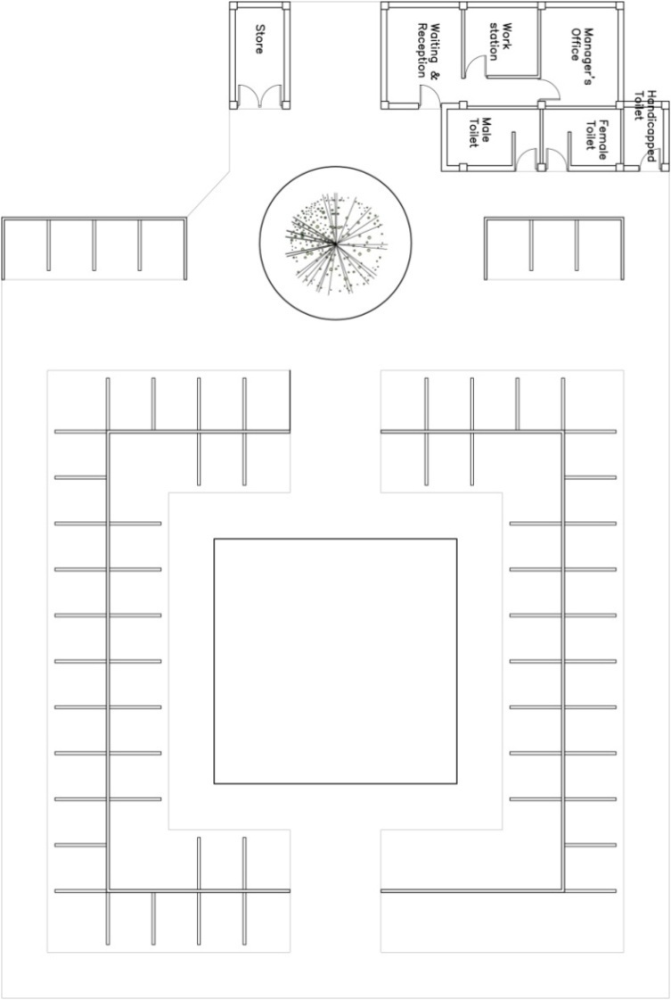 Store
Waiting &
Reception
Work
station
Manager's
Office
Male
Toilet
Female
Toilet
Handicapped
Toilet